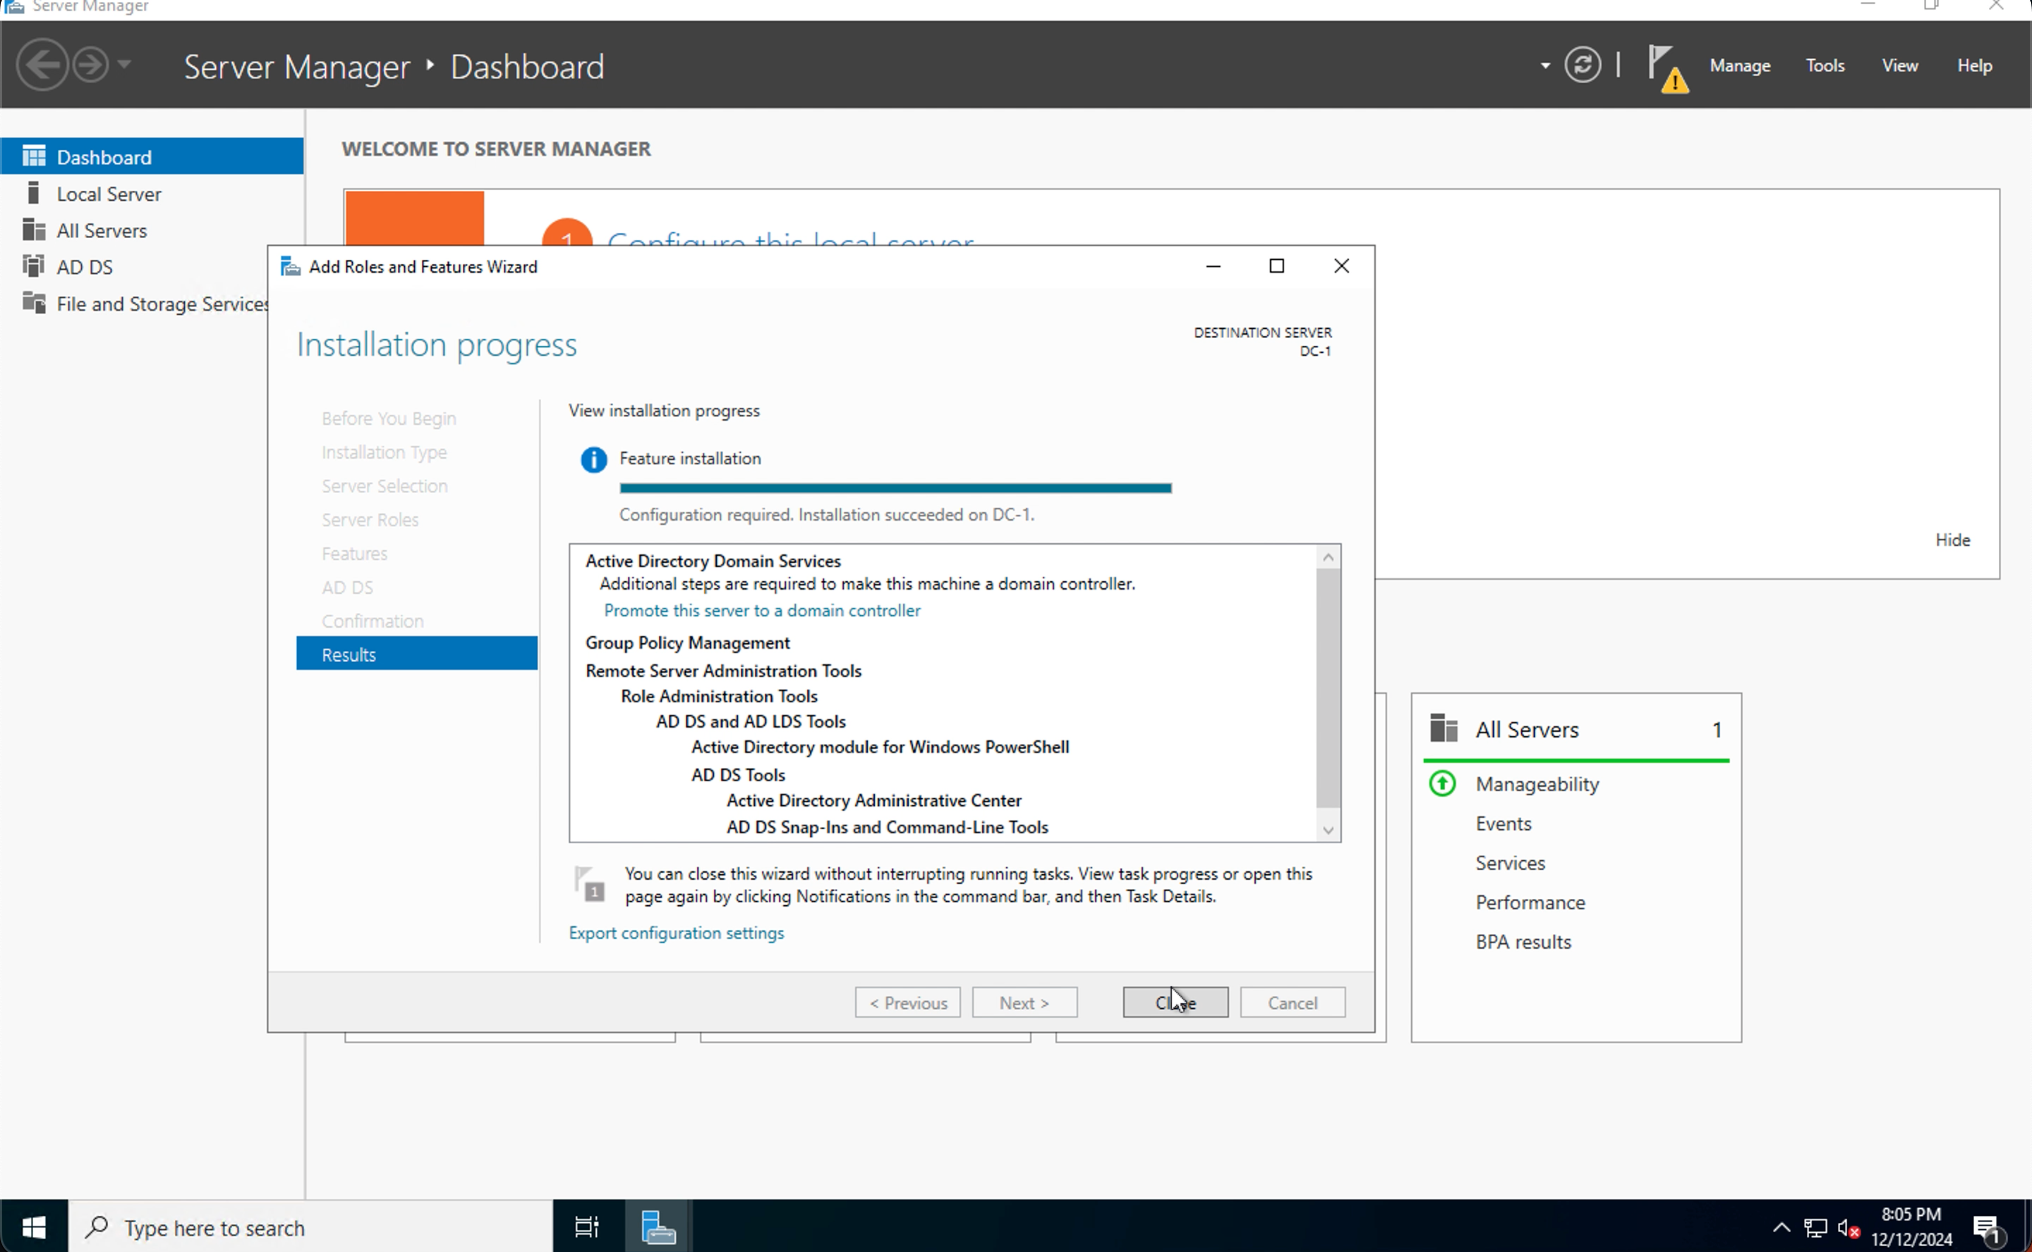 Server Manager
Server Manager ‣ Dashboard
Manage
Tools
View
Help
Dashboard
Local Server
All Servers
AD DS
File and Storage Services
WELCOME TO SERVER MANAGER
1
Configure this local server
Hide
Add Roles and Features Wizard
Installation progress
DESTINATION SERVER
DC-1
Before You Begin
Installation Type
Server Selection
Server Roles
Features
AD DS
Confirmation
Results
View installation progress
Feature installation
Configuration required. Installation succeeded on DC-1.
Active Directory Domain Services
Additional steps are required to make this machine a domain controller.
Promote this server to a domain controller
Group Policy Management
Remote Server Administration Tools
Role Administration Tools
AD DS and AD LDS Tools
Active Directory module for Windows PowerShell
AD DS Tools
Active Directory Administrative Center
AD DS Snap-Ins and Command-Line Tools
1
You can close this wizard without interrupting running tasks. View task progress or open this
page again by clicking Notifications in the command bar, and then Task Details.
Export configuration settings
< Previous
Next >
Close
Cancel
All Servers 1
Manageability
Events
Services
Performance
BPA results
Type here to search
8:05 PM
12/12/2024
1